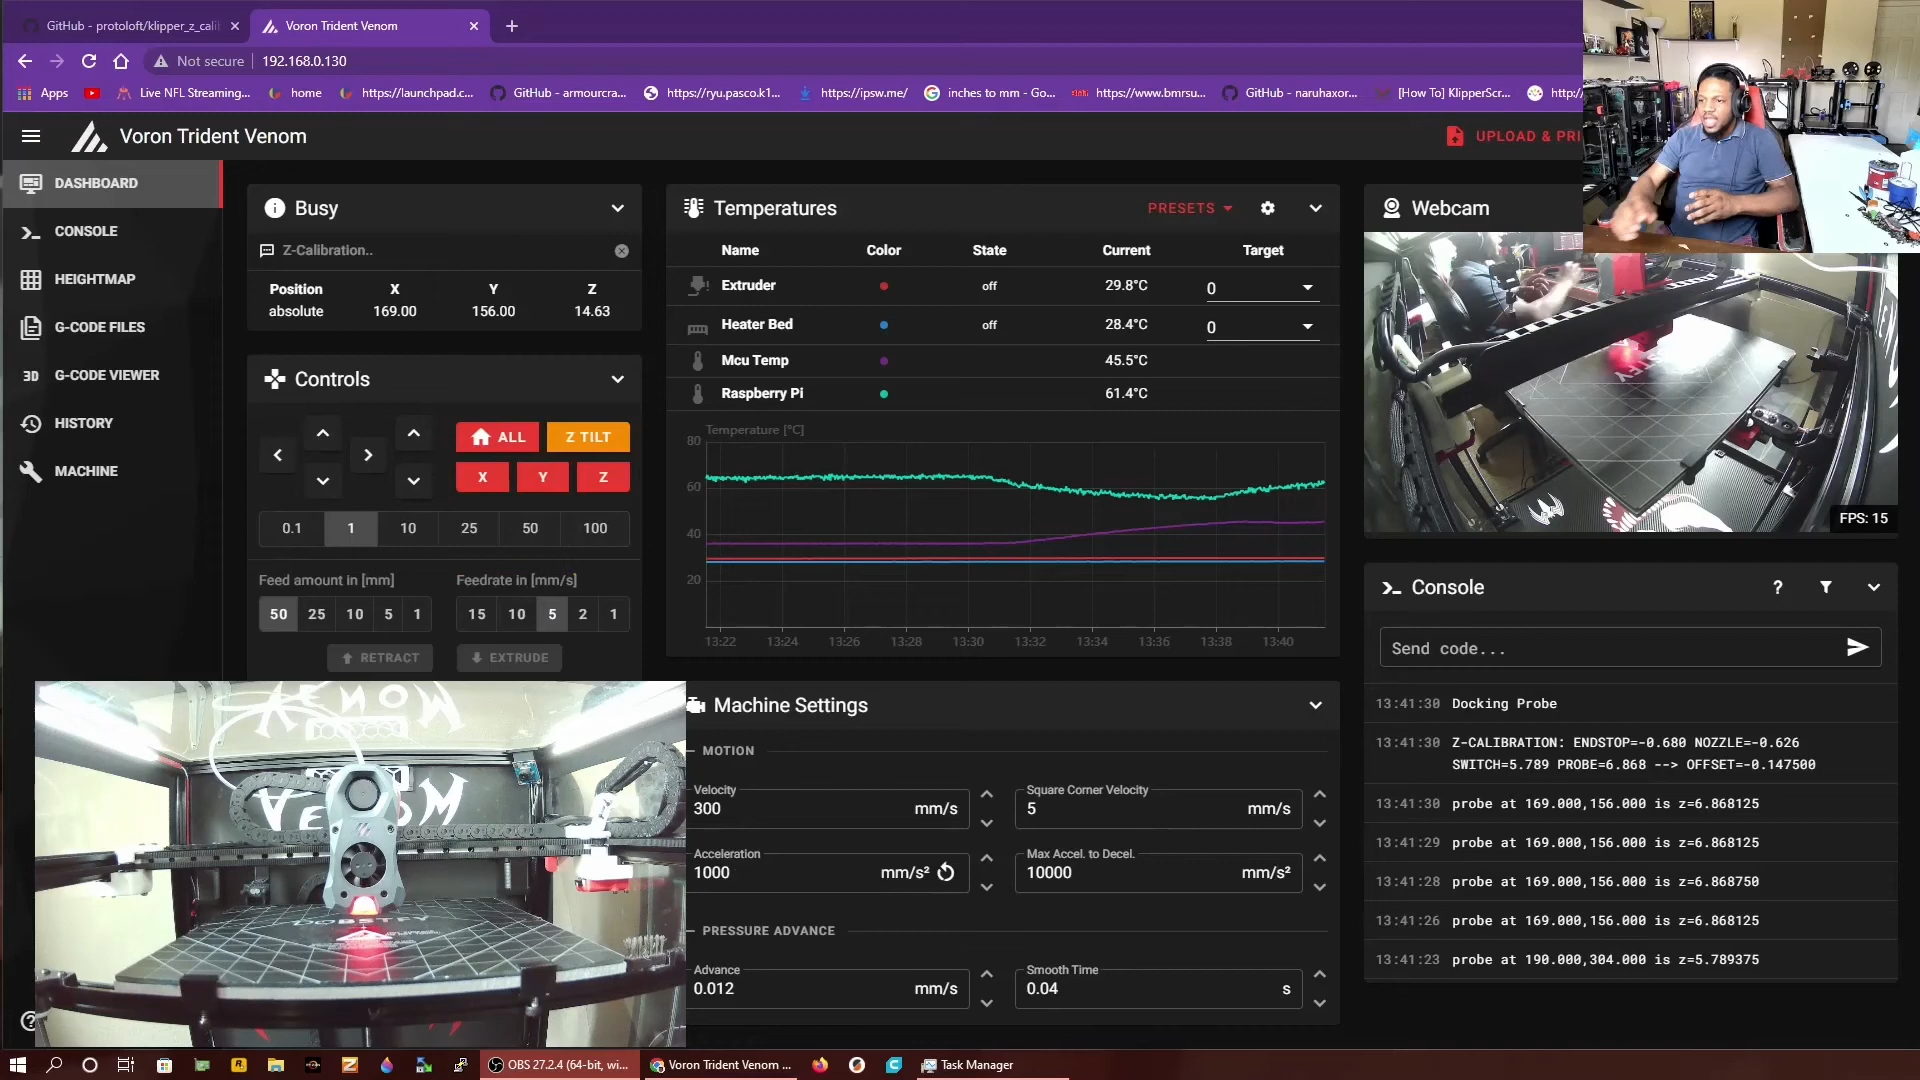 GitHub - protoloft/klipper_z_cali
Voron Trident Venom
Not secure
192.168.0.130
Apps
Live NFL Streaming...
home
https://launchpad.c...
GitHub - armourcra...
https://ryu.pasco.k1...
https://ipsw.me/
inches to mm - Go...
https://www.bmrsu...
GitHub - naruhaxor...
[How To] KlipperScr...
http:/
Voron Trident Venom
UPLOAD & PRI
DASHBOARD
CONSOLE
HEIGHTMAP
G-CODE FILES
3D G-CODE VIEWER
HISTORY
MACHINE
Busy
Z-Calibration..
Position X Y Z
absolute 169.00 156.00 14.63
Controls
ALL
Z TILT
X Y Z
0.1 1 10 25 50 100
Feed amount in [mm]
50 25 10 5 1
Feedrate in [mm/s]
15 10 5 2 1
RETRACT
EXTRUDE
Temperatures
PRESETS
Name Color State Current Target
Extruder off 29.8°C 0
Heater Bed off 28.4°C 0
Mcu Temp 45.5°C
Raspberry Pi 61.4°C
Temperature [°C]
80
60
40
20
13:22 13:24 13:26 13:28 13:30 13:32 13:34 13:36 13:38 13:40
Machine Settings
MOTION
Velocity
300 mm/s
Square Corner Velocity
5 mm/s
Acceleration
1000 mm/s²
Max Accel. to Decel.
10000 mm/s²
PRESSURE ADVANCE
Advance
0.012 mm/s
Smooth Time
0.04 s
Webcam
FPS: 15
Console
?
Send code...
13:41:30 Docking Probe
13:41:30 Z-CALIBRATION: ENDSTOP=-0.680 NOZZLE=-0.626
SWITCH=5.789 PROBE=6.868 --> OFFSET=-0.147500
13:41:30 probe at 169.000,156.000 is z=6.868125
13:41:29 probe at 169.000,156.000 is z=6.868125
13:41:28 probe at 169.000,156.000 is z=6.868750
13:41:26 probe at 169.000,156.000 is z=6.868125
13:41:23 probe at 190.000,304.000 is z=5.789375
VENOM
VENOM
OBS 27.2.4 (64-bit, wi...
Voron Trident Venom ...
Task Manager